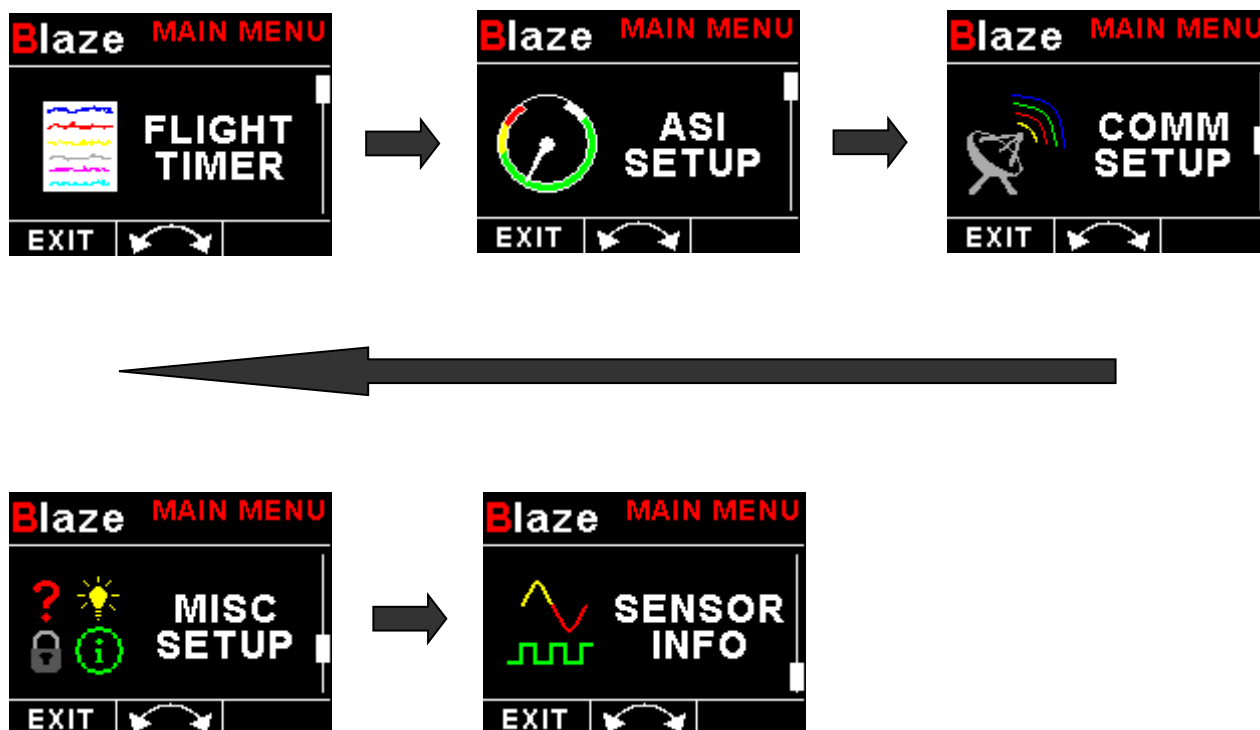 Blaze MAIN MENU
FLIGHT
TIMER
EXIT
Blaze MAIN MENU
ASI
SETUP
EXIT
Blaze MAIN MENU
COMM
SETUP
EXIT
Blaze MAIN MENU
?
MISC
SETUP
i
EXIT
Blaze MAIN MENU
SENSOR
INFO
EXIT